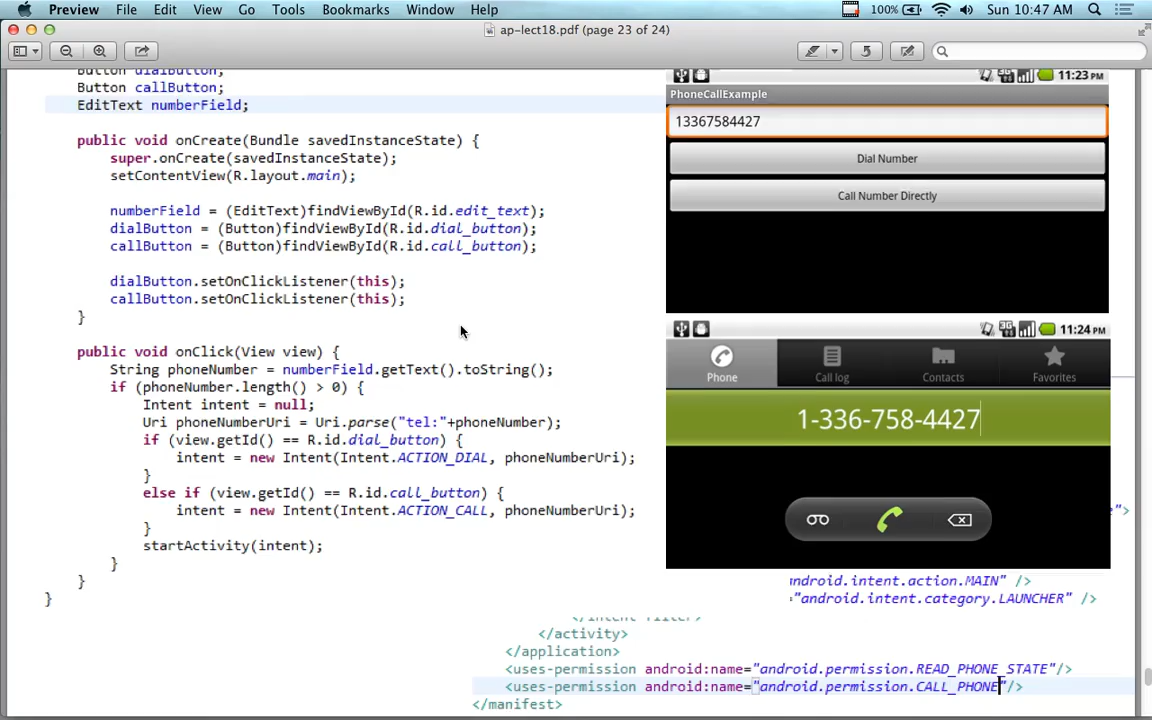 Preview File Edit View Go Tools Bookmarks Window Help 100% Sun 10:47 AM
ap-lect18.pdf (page 23 of 24)
Button dialButton;
Button callButton;
EditText numberField;
public void onCreate(Bundle savedInstanceState) {
super.onCreate(savedInstanceState);
setContentView(R.layout.main);
numberField = (EditText)findViewById(R.id.edit_text);
dialButton = (Button)findViewById(R.id.dial_button);
callButton = (Button)findViewById(R.id.call_button);
dialButton.setOnClickListener(this);
callButton.setOnClickListener(this);
}
public void onClick(View view) {
String phoneNumber = numberField.getText().toString();
if (phoneNumber.length() > 0) {
Intent intent = null;
Uri phoneNumberUri = Uri.parse("tel:"+phoneNumber);
if (view.getId() == R.id.dial_button) {
intent = new Intent(Intent.ACTION_DIAL, phoneNumberUri);
}
else if (view.getId() == R.id.call_button) {
intent = new Intent(Intent.ACTION_CALL, phoneNumberUri);
}
startActivity(intent);
}
}
}
11:23 PM
PhoneCallExample
13367584427
Dial Number
Call Number Directly
11:24 PM
Phone Call log Contacts Favorites
1-336-758-4427
">
android.intent.action.MAIN" />
="android.intent.category.LAUNCHER" />
</intent-filter>
</activity>
</application>
<uses-permission android:name="android.permission.READ_PHONE_STATE"/>
<uses-permission android:name="android.permission.CALL_PHONE"/>
</manifest>